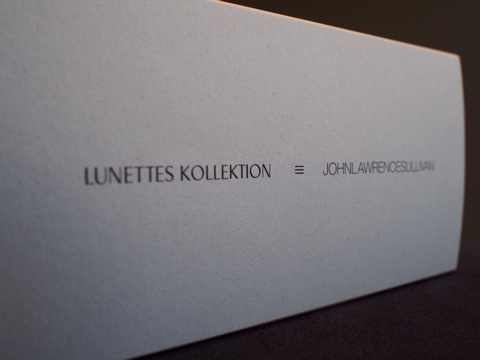 LUNETTES KOLLEKTION ≡ JOHNLAWRENCESULLIVAN